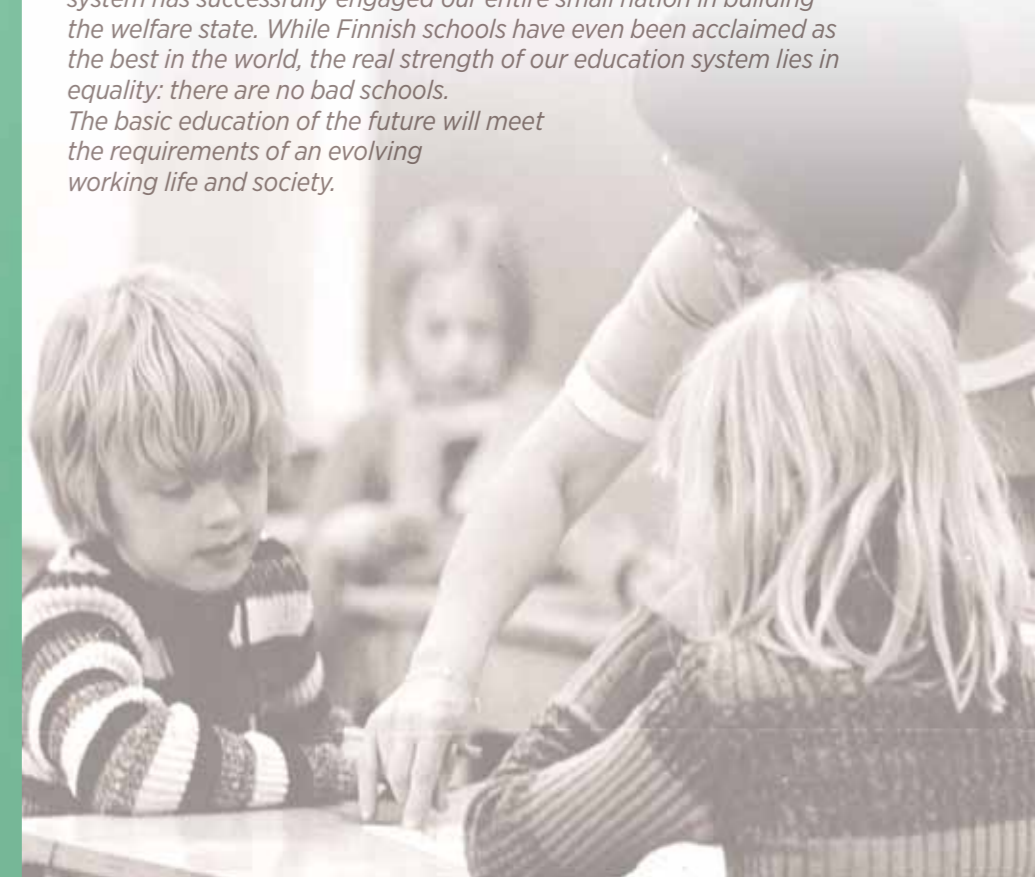 system has successfully engaged our entire small nation in building
the welfare state. While Finnish schools have even been acclaimed as
the best in the world, the real strength of our education system lies in
equality: there are no bad schools.
The basic education of the future will meet
the requirements of an evolving
working life and society.